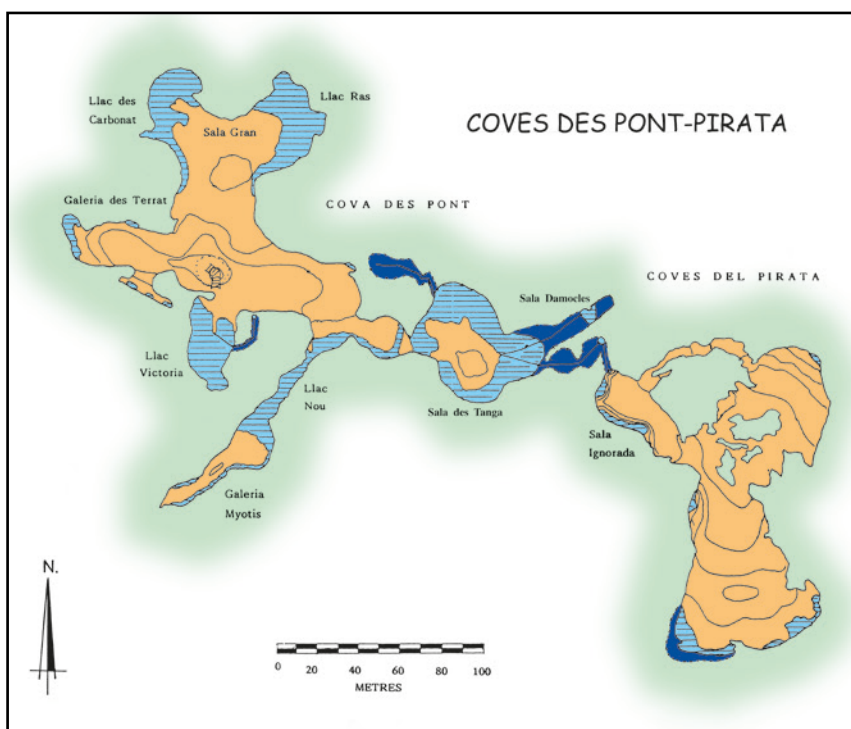 COVES DES PONT-PIRATA
Llac des
Carbonat
Llac Ras
Sala Gran
Galeria des Terrat
COVA DES PONT
COVES DEL PIRATA
Sala Damocles
Llac
Victoria
Llac
Nou
Sala des Tanga
Sala
Ignorada
Galeria
Myotis
N.
0 20 40 60 80 100
METRES